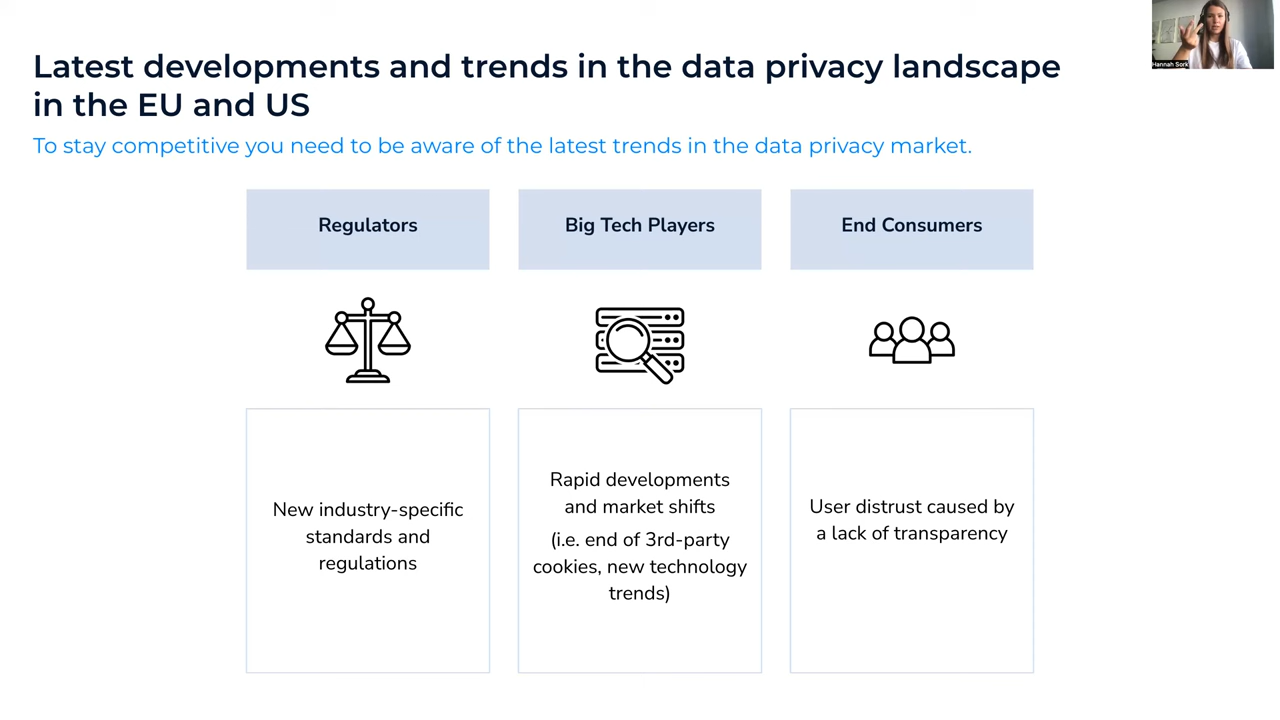 Latest developments and trends in the data privacy landscape
in the EU and US
To stay competitive you need to be aware of the latest trends in the data privacy market.
Regulators
Big Tech Players
End Consumers
New industry-specific
standards and
regulations
Rapid developments
and market shifts
(i.e. end of 3rd-party
cookies, new technology
trends)
User distrust caused by
a lack of transparency
Hannah Sork